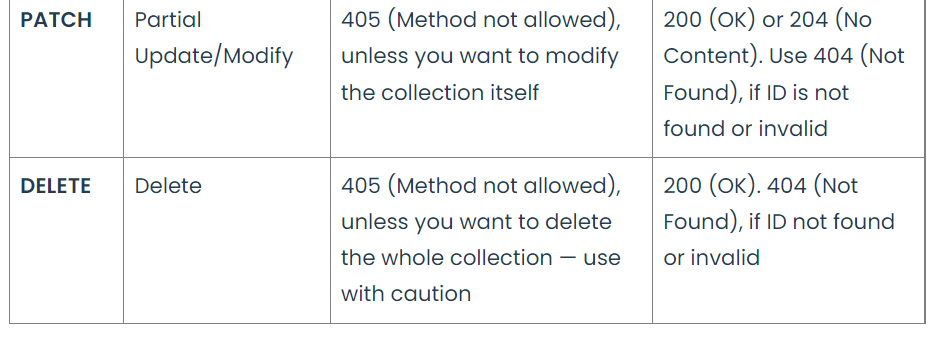 PATCH
Partial
Update/Modify
405 (Method not allowed),
unless you want to modify
the collection itself
200 (OK) or 204 (No
Content). Use 404 (Not
Found), if ID is not
found or invalid
DELETE
Delete
405 (Method not allowed),
unless you want to delete
the whole collection — use
with caution
200 (OK). 404 (Not
Found), if ID not found
or invalid